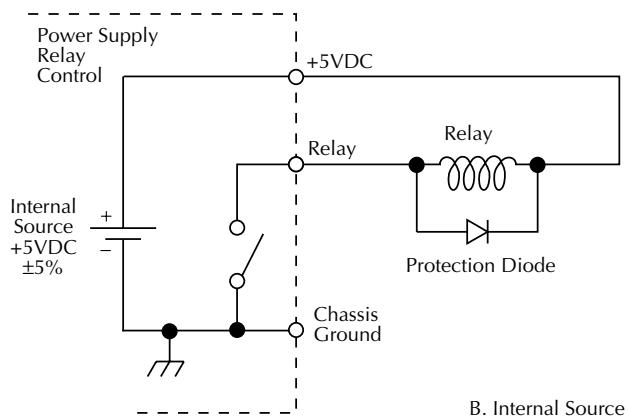 Power Supply
Relay
Control
+5VDC
Relay
Relay
Internal
Source
+5VDC
±5%
+
–
Protection Diode
Chassis
Ground
B. Internal Source